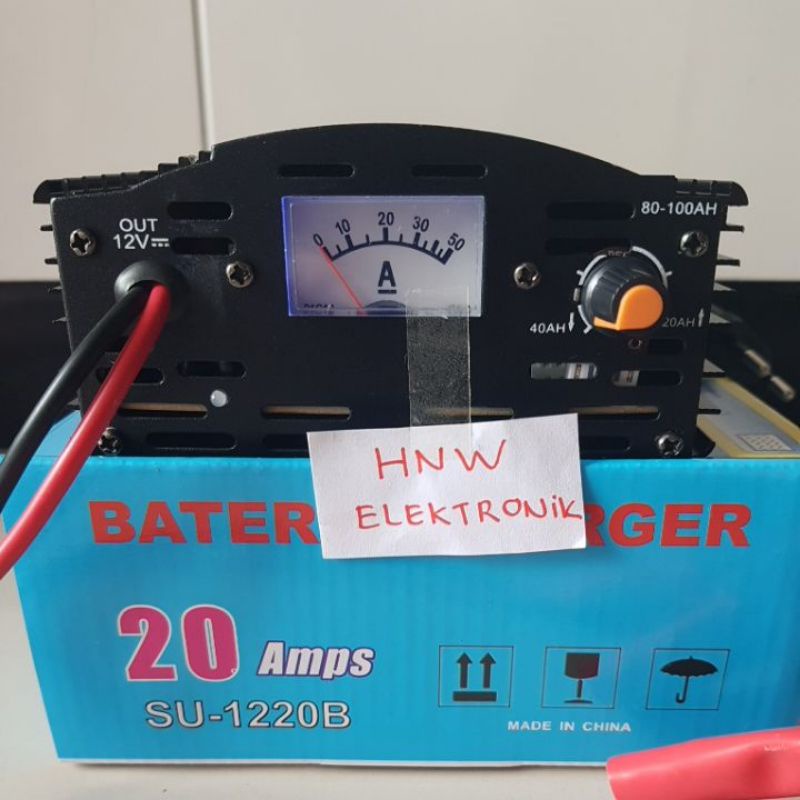 OUT
12V
80-100AH
0 10 20 30 50
A
40AH
20AH
HNW
ELEKTRONiK
BATER RGER
20 Amps
SU-1220B
MADE IN CHINA